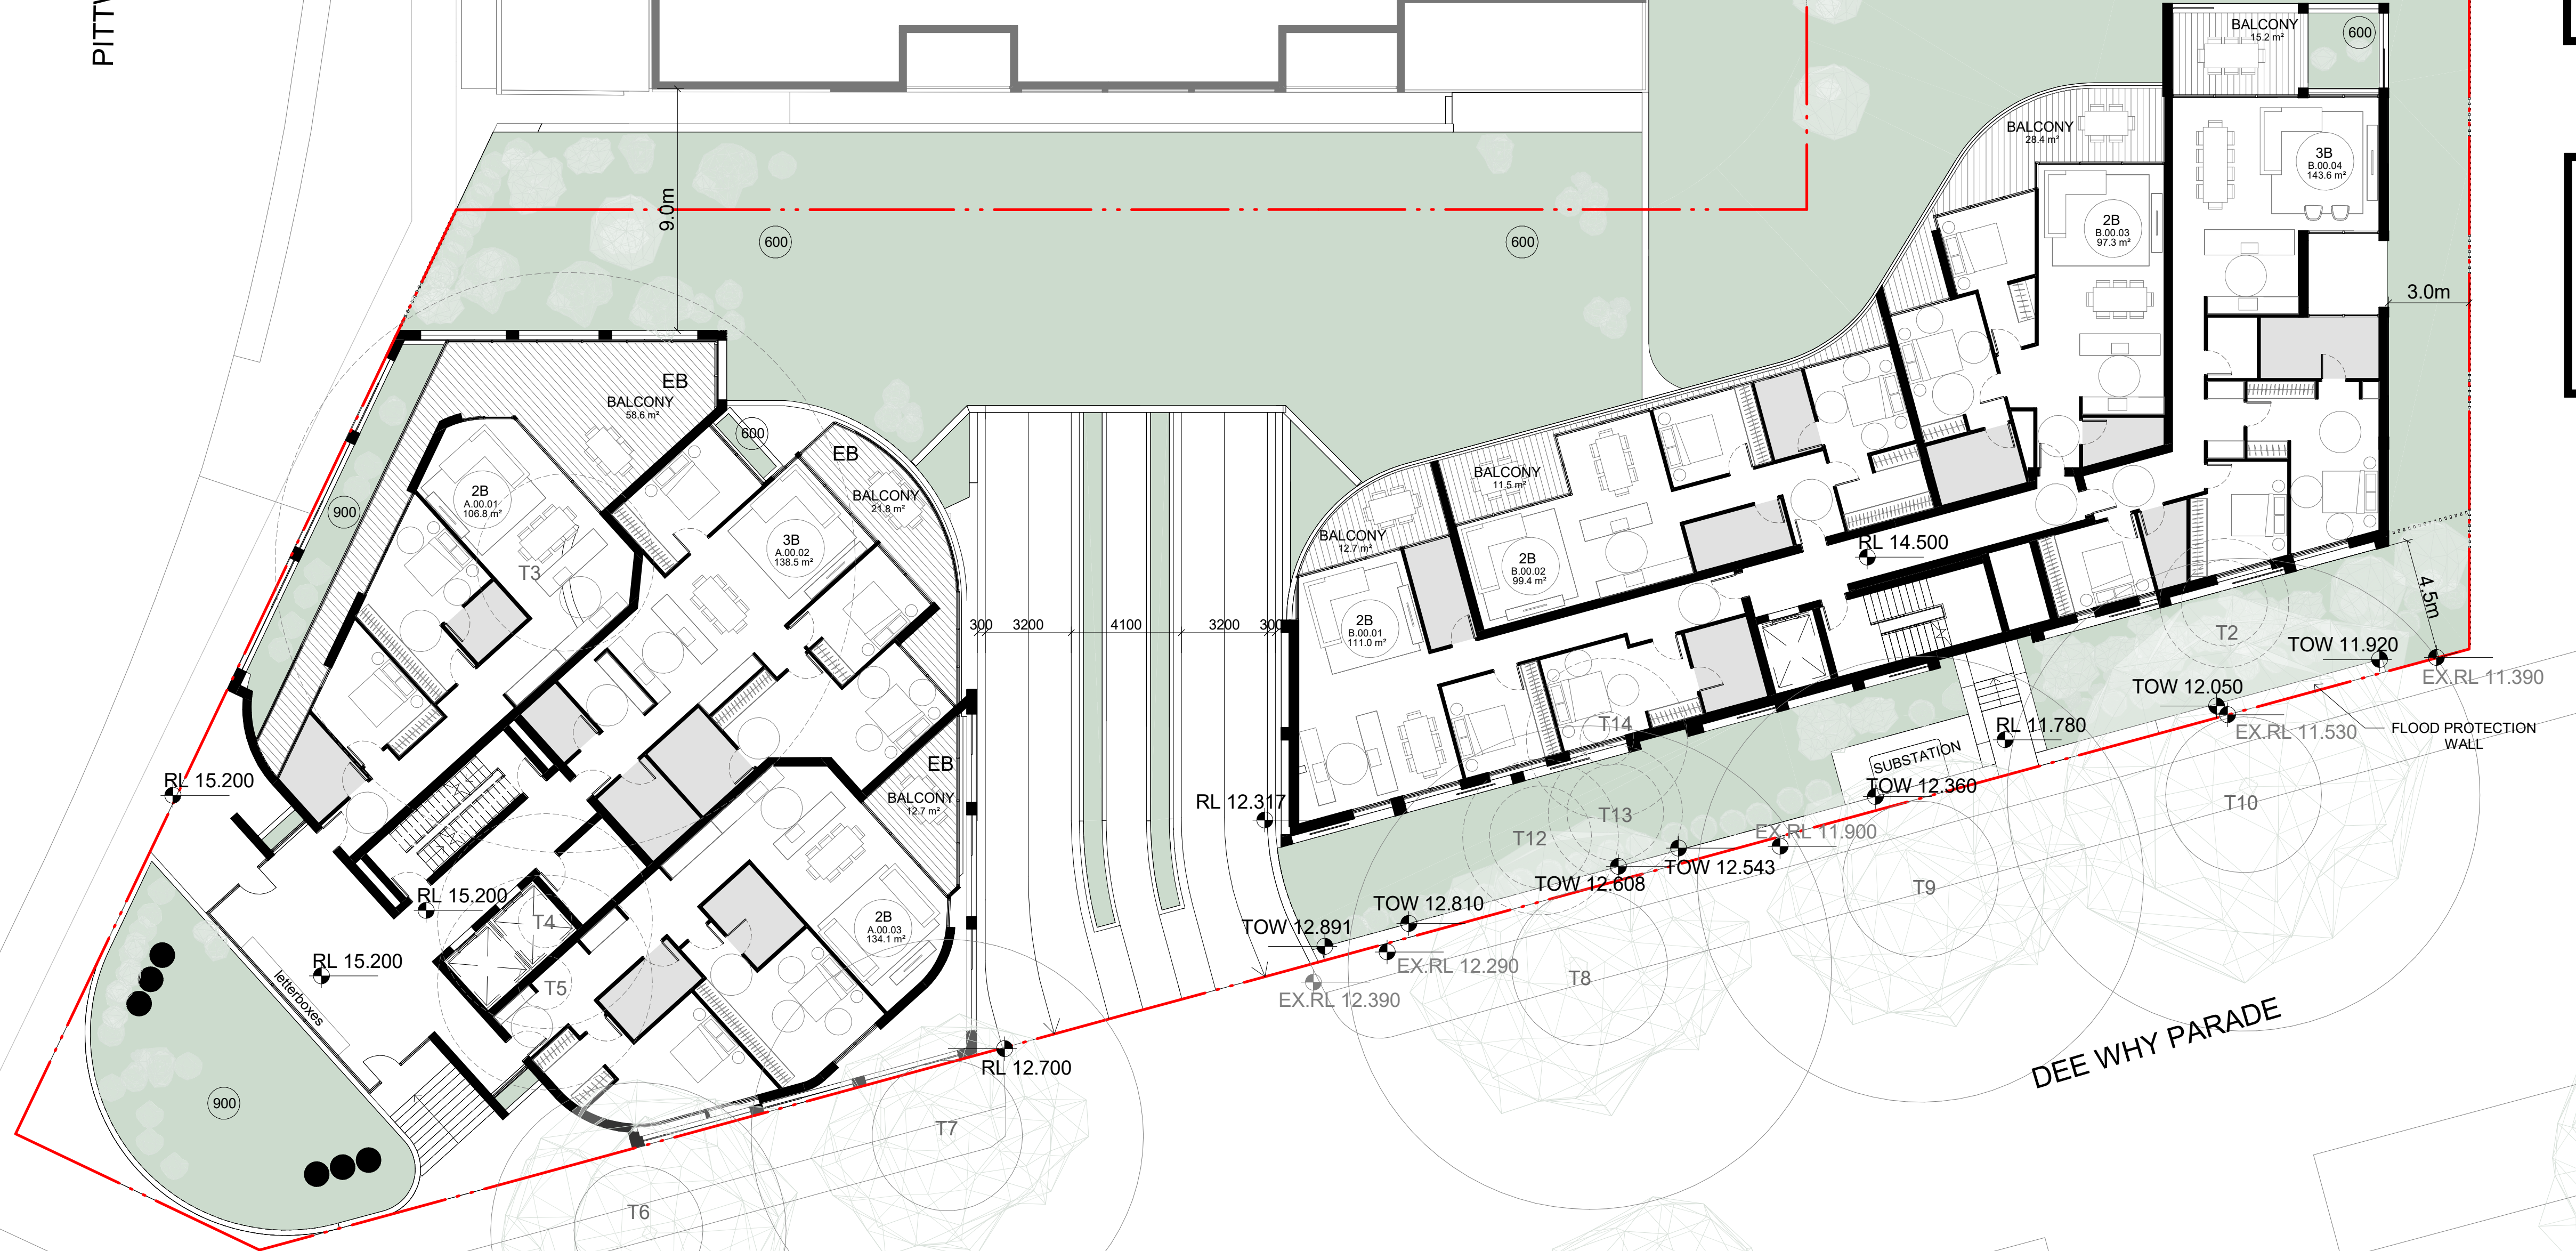 PITTW
BALCONY
15.2 m²
600
BALCONY
28.4 m²
3B
B.00.04
143.6 m²
2B
B.00.03
97.3 m²
9.0m
600
600
3.0m
EB
BALCONY
58.6 m²
600
EB
BALCONY
21.8 m²
2B
A.00.01
106.8 m²
900
T3
3B
A.00.02
138.5 m²
BALCONY
11.5 m²
BALCONY
12.7 m²
2B
B.00.02
99.4 m²
RL 14.500
4.5m
300
3200
4100
3200
300
2B
B.00.01
111.0 m²
T2
TOW 11.920
EX.RL 11.390
TOW 12.050
EX.RL 11.530
FLOOD PROTECTION
WALL
RL 11.780
SUBSTATION
TOW 12.360
T14
EB
BALCONY
12.7 m²
RL 15.200
RL 12.317
T13
T12
EX.RL 11.900
TOW 12.543
TOW 12.608
T10
T9
RL 15.200
T4
2B
A.00.03
134.1 m²
TOW 12.810
TOW 12.891
EX.RL 12.290
EX.RL 12.390
T8
RL 15.200
letterboxes
T5
RL 12.700
DEE WHY PARADE
900
T7
T6